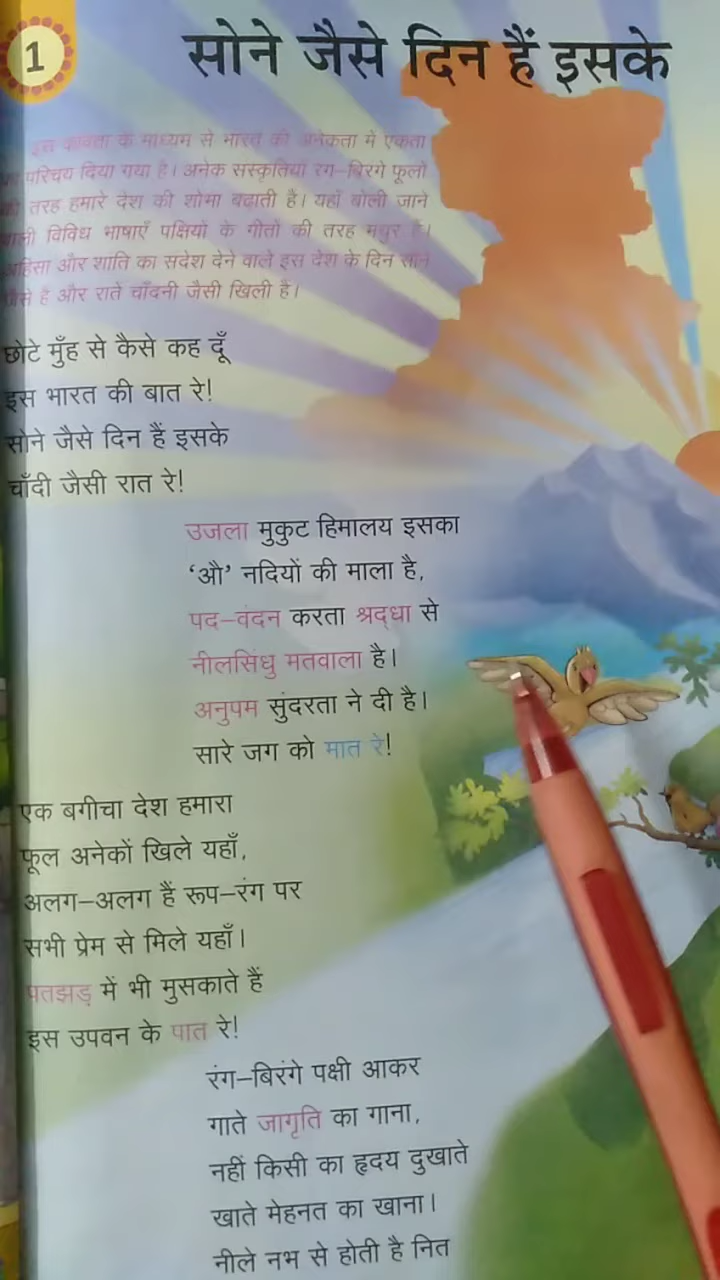 1
सोने जैसे दिन हैं इसके
इस कविता के माध्यम से भारत की अनेकता में एकता
का परिचय दिया गया है। अनेक संस्कृतियाँ रंग-बिरंगे फूलों
की तरह हमारे देश की शोभा बढ़ाती हैं। यहाँ बोली जाने
वाली विविध भाषाएँ पक्षियों के गीतों की तरह मधुर हैं।
अहिंसा और शांति का संदेश देने वाले इस देश के दिन सोने
जैसे हैं और रातें चाँदनी जैसी खिली हैं।
छोटे मुँह से कैसे कह दूँ
इस भारत की बात रे!
सोने जैसे दिन हैं इसके
चाँदी जैसी रात रे!
उजला मुकुट हिमालय इसका
‘औ’ नदियों की माला है,
पद-वंदन करता श्रद्धा से
नीलसिंधु मतवाला है।
अनुपम सुंदरता ने दी है।
सारे जग को मात रे!
एक बगीचा देश हमारा
फूल अनेकों खिले यहाँ,
अलग-अलग हैं रूप-रंग पर
सभी प्रेम से मिले यहाँ।
पतझड़ में भी मुसकाते हैं
इस उपवन के पात रे!
रंग-बिरंगे पक्षी आकर
गाते जागृति का गाना,
नहीं किसी का हृदय दुखाते
खाते मेहनत का खाना।
नीले नभ से होती है नित